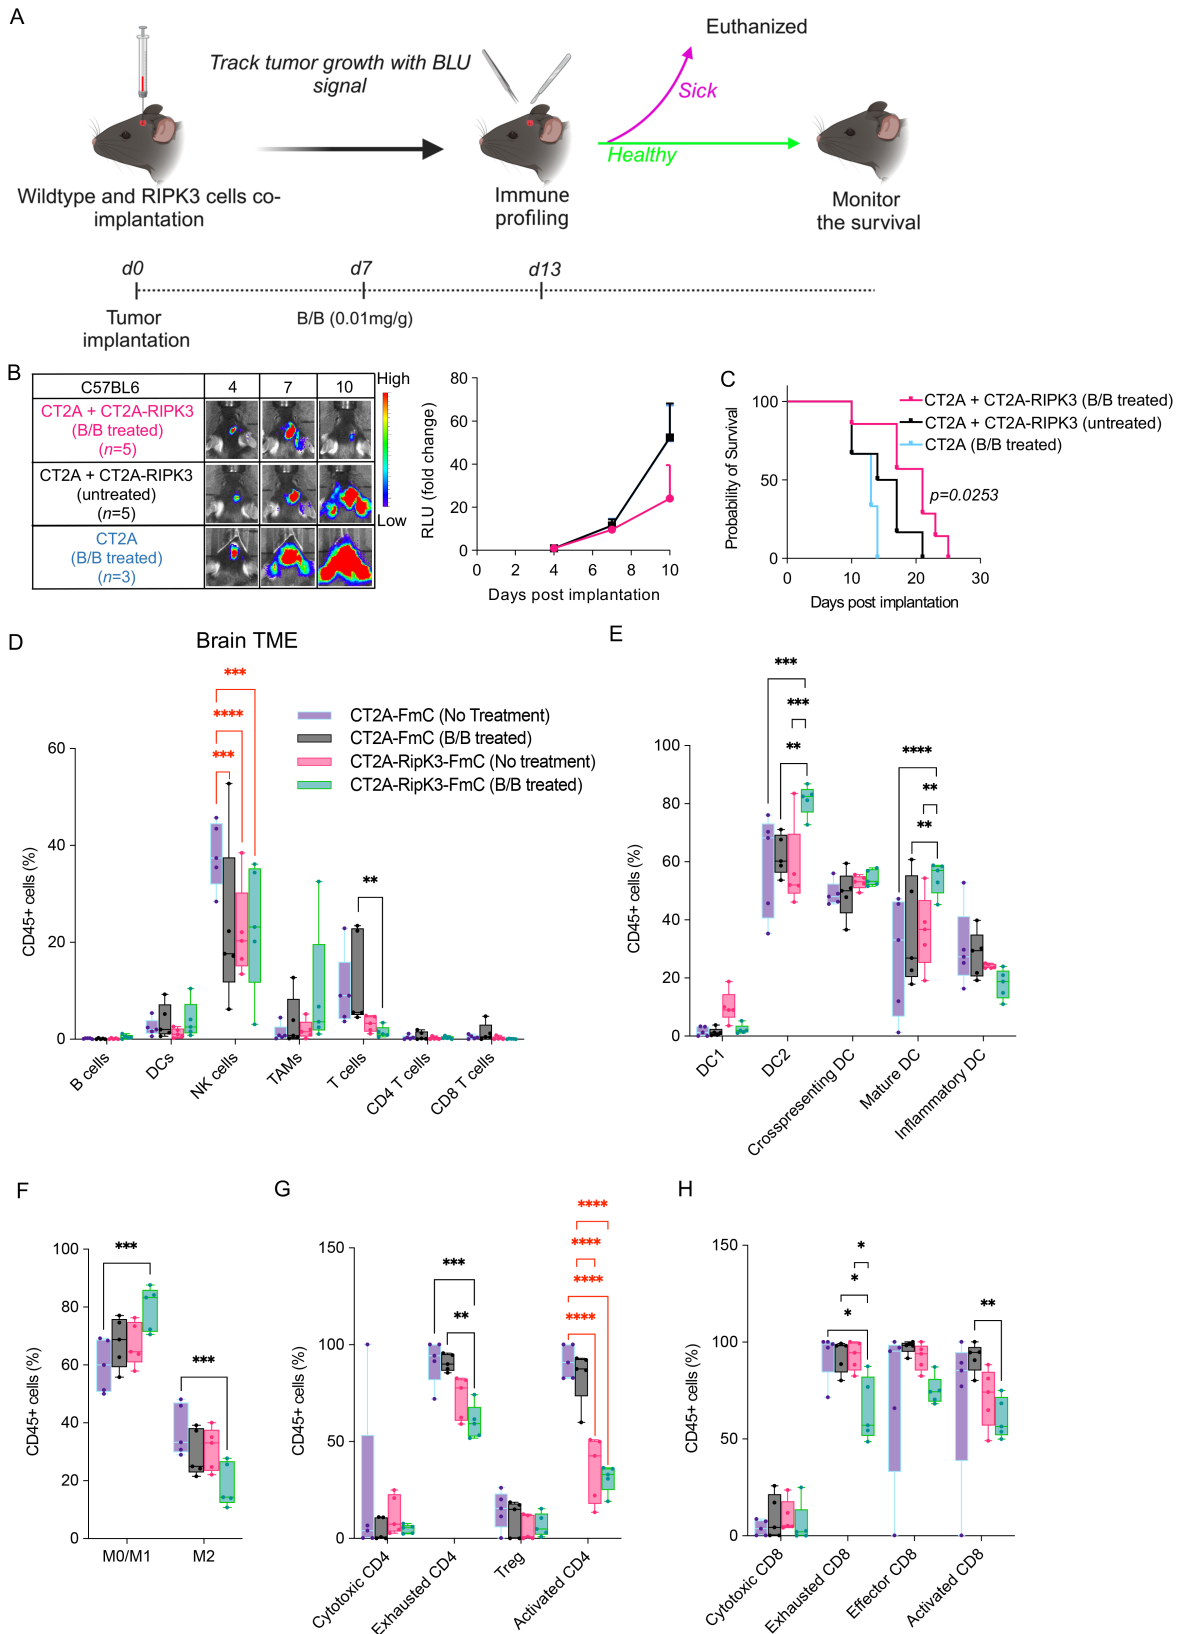 A
Euthanized
Track tumor growth with BLU
signal
Sick
Healthy
Wildtype and RIPK3 cells co-
implantation
Immune
profiling
Monitor
the survival
d0
d7
d13
Tumor
implantation
B/B (0.01mg/g)
B
C57BL6
4
7
10
High
CT2A + CT2A-RIPK3
(B/B treated)
(n=5)
CT2A + CT2A-RIPK3
(untreated)
(n=5)
Low
CT2A
(B/B treated)
(n=3)
RLU (fold change)
80
60
40
20
0
0 2 4 6 8 10
Days post implantation
C
CT2A + CT2A-RIPK3 (B/B treated)
CT2A + CT2A-RIPK3 (untreated)
CT2A (B/B treated)
Probability of Survival
100
50
0
p=0.0253
0 10 20 30
Days post implantation
D
Brain TME
***
****
***
**
CT2A-FmC (No Treatment)
CT2A-FmC (B/B treated)
CT2A-RipK3-FmC (No treatment)
CT2A-RipK3-FmC (B/B treated)
CD45+ cells (%)
60
40
20
0
B cells
DCs
NK cells
TAMs
T cells
CD4 T cells
CD8 T cells
E
***
***
**
****
**
**
CD45+ cells (%)
100
80
60
40
20
0
DC1
DC2
Crosspresenting DC
Mature DC
Inflammatory DC
F
***
***
CD45+ cells (%)
100
80
60
40
20
0
M0/M1
M2
G
***
**
****
****
****
****
CD45+ cells (%)
150
100
50
0
Cytotoxic CD4
Exhausted CD4
Treg
Activated CD4
H
*
*
*
**
CD45+ cells (%)
150
100
50
0
Cytotoxic CD8
Exhausted CD8
Effector CD8
Activated CD8